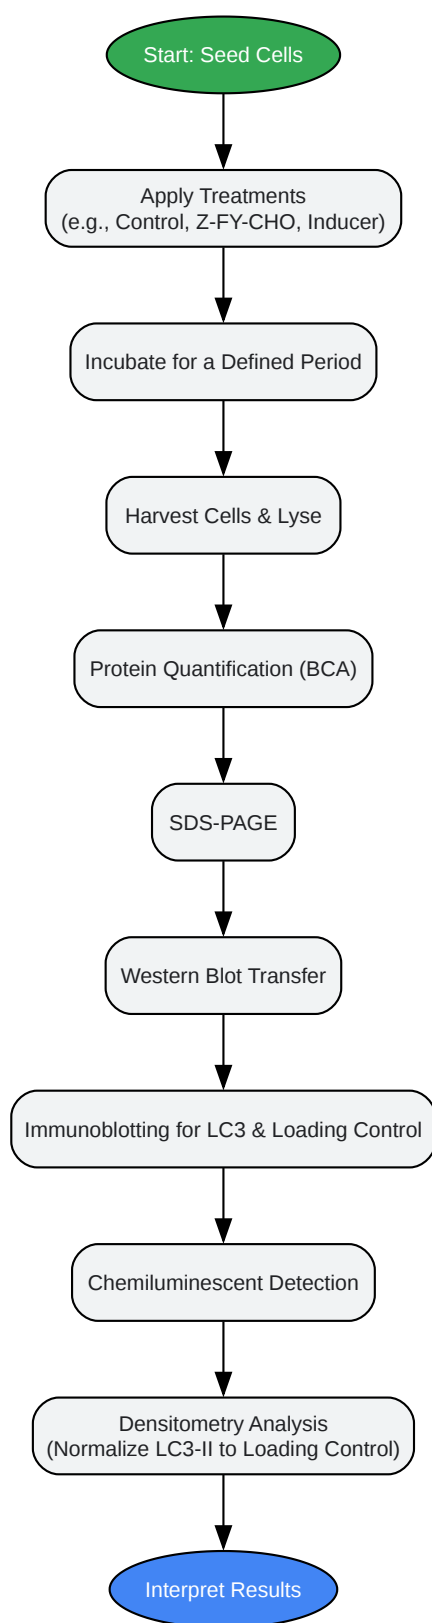 Start: Seed Cells
Apply Treatments
(e.g., Control, Z-FY-CHO, Inducer)
Incubate for a Defined Period
Harvest Cells & Lyse
Protein Quantification (BCA)
SDS-PAGE
Western Blot Transfer
Immunoblotting for LC3 & Loading Control
Chemiluminescent Detection
Densitometry Analysis
(Normalize LC3-II to Loading Control)
Interpret Results